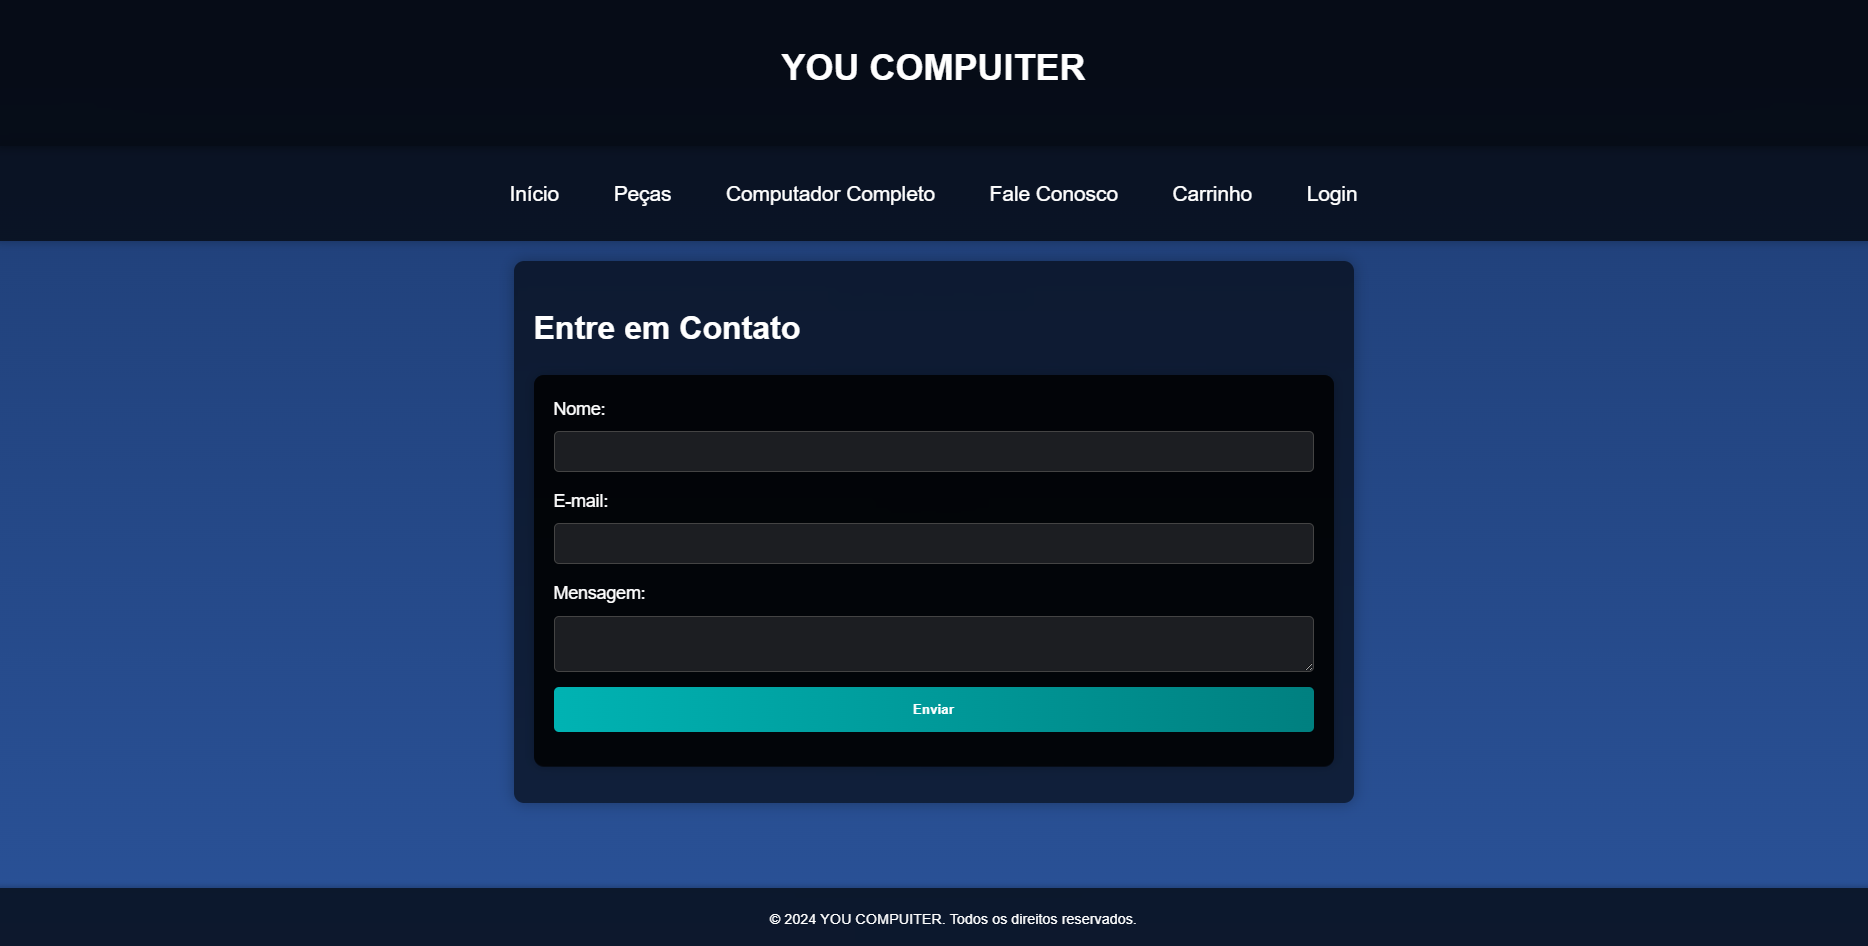 YOU COMPUITER
Início Peças Computador Completo Fale Conosco Carrinho Login
Entre em Contato
Nome:
E-mail:
Mensagem:
Enviar
© 2024 YOU COMPUITER. Todos os direitos reservados.